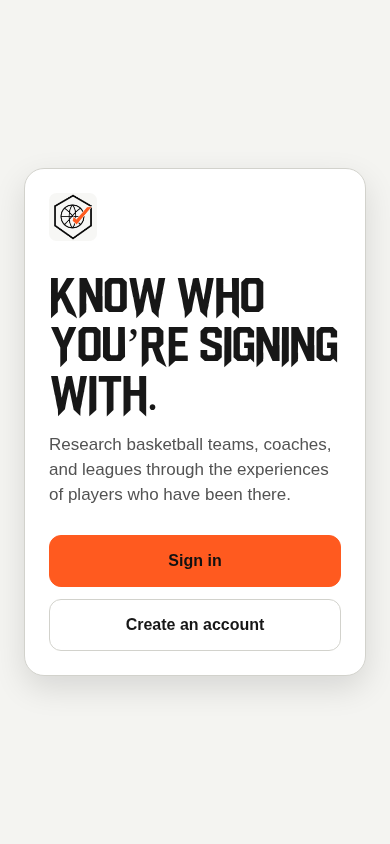 KNOW WHO
YOU’RE SIGNING
WITH.
Research basketball teams, coaches,
and leagues through the experiences
of players who have been there.
Sign in
Create an account